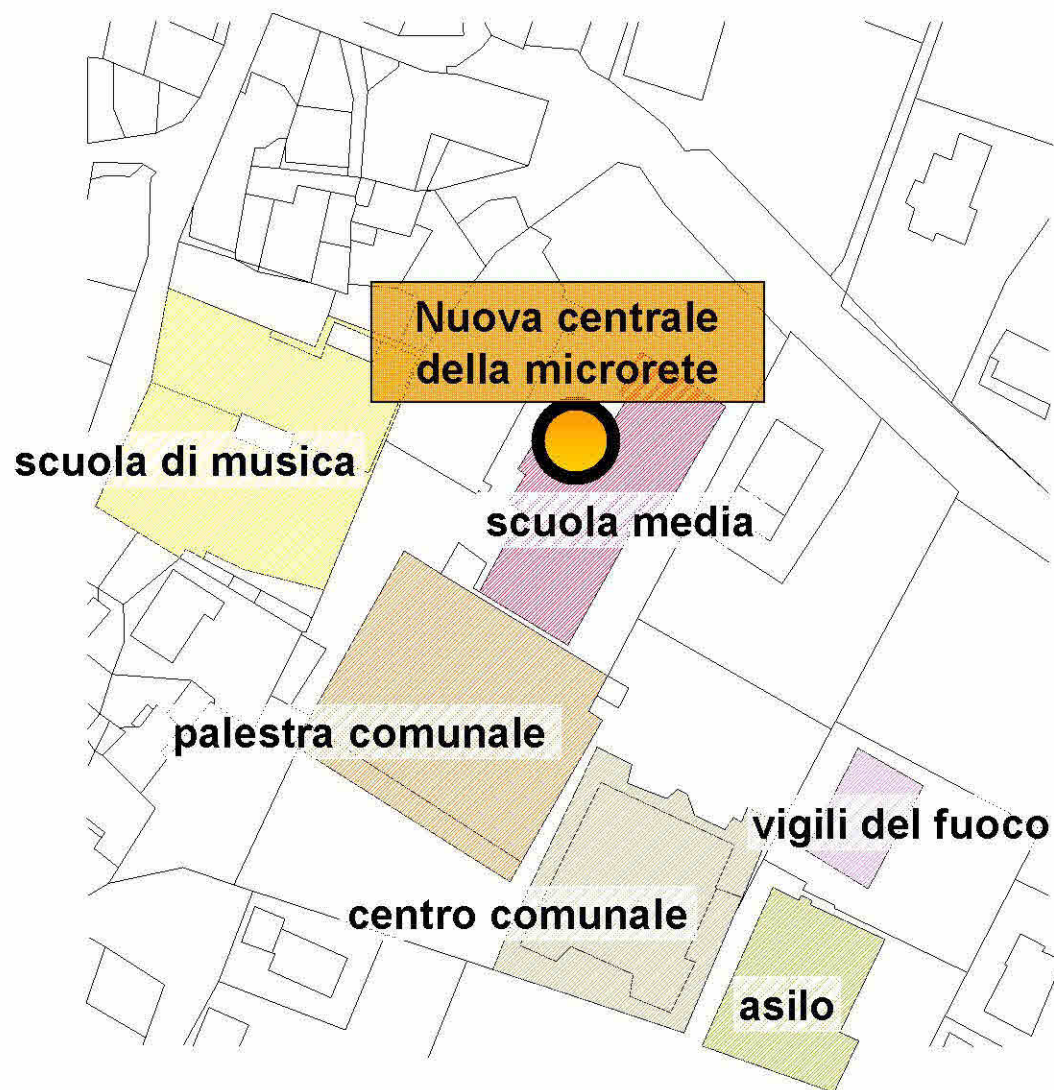 Nuova centrale
della microrete
scuola di musica
scuola media
palestra comunale
vigili del fuoco
centro comunale
asilo